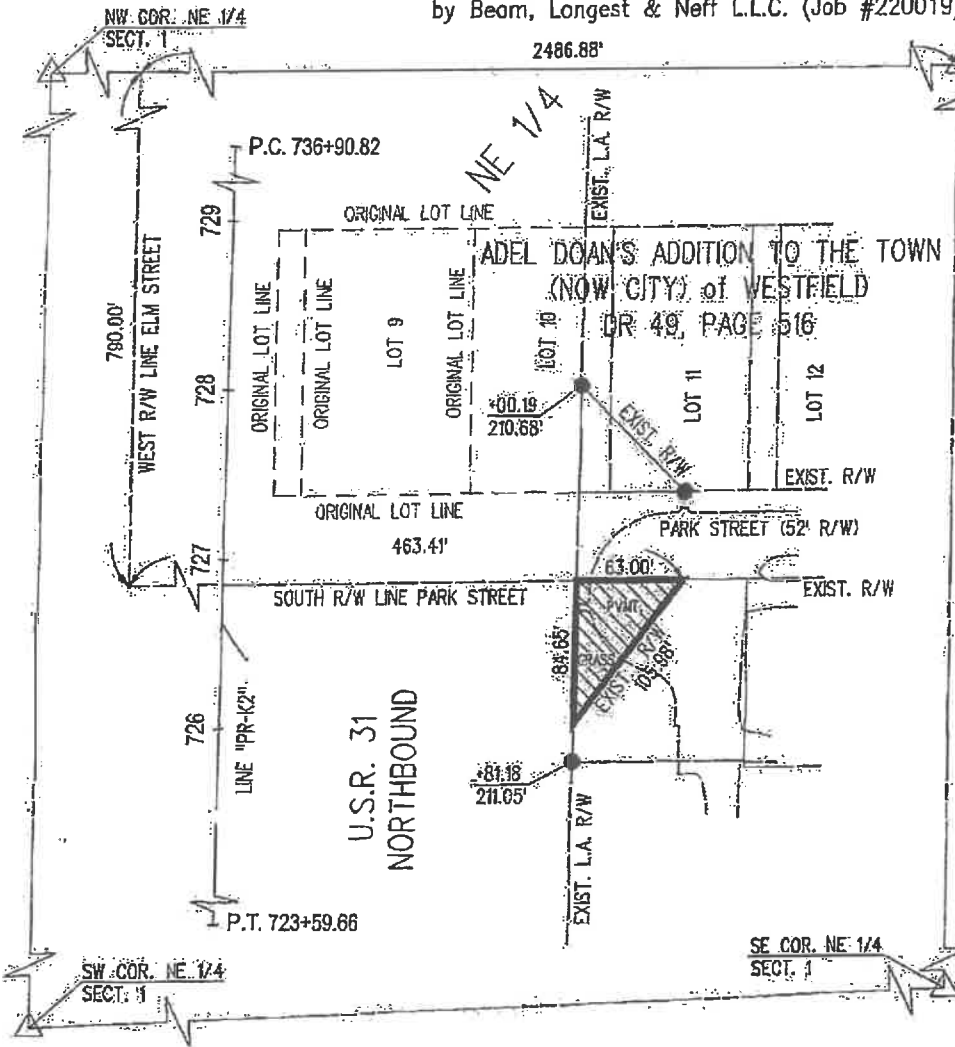 by Beam, Longest & Neff L.L.C. (Job #220019)
NW COR. NE 1/4
SECT. 1
2486.88'
NE 1/4
EXIST. L.A. R/W
P.C. 736+90.82
729
ORIGINAL LOT LINE
ADEL DOAN'S ADDITION TO THE TOWN
(NOW CITY) of WESTFIELD
DR 49, PAGE 516
790.00'
WEST R/W LINE ELM STREET
ORIGINAL LOT LINE
ORIGINAL LOT LINE
LOT 9
ORIGINAL LOT LINE
LOT 10
LOT 11
LOT 12
728
+00.19
210.68'
EXIST. R/W
EXIST. R/W
ORIGINAL LOT LINE
PARK STREET (52' R/W)
463.41'
727
63.00'
SOUTH R/W LINE PARK STREET
EXIST. R/W
PVMT.
GRASS
84.65'
EXIST. R/W
105.98'
726
LINE "PR-K2"
U.S.R. 31
NORTHBOUND
+81.18
211.05'
EXIST. L.A. R/W
P.T. 723+59.66
SW COR. NE 1/4
SECT. 1
SE COR. NE 1/4
SECT. 1